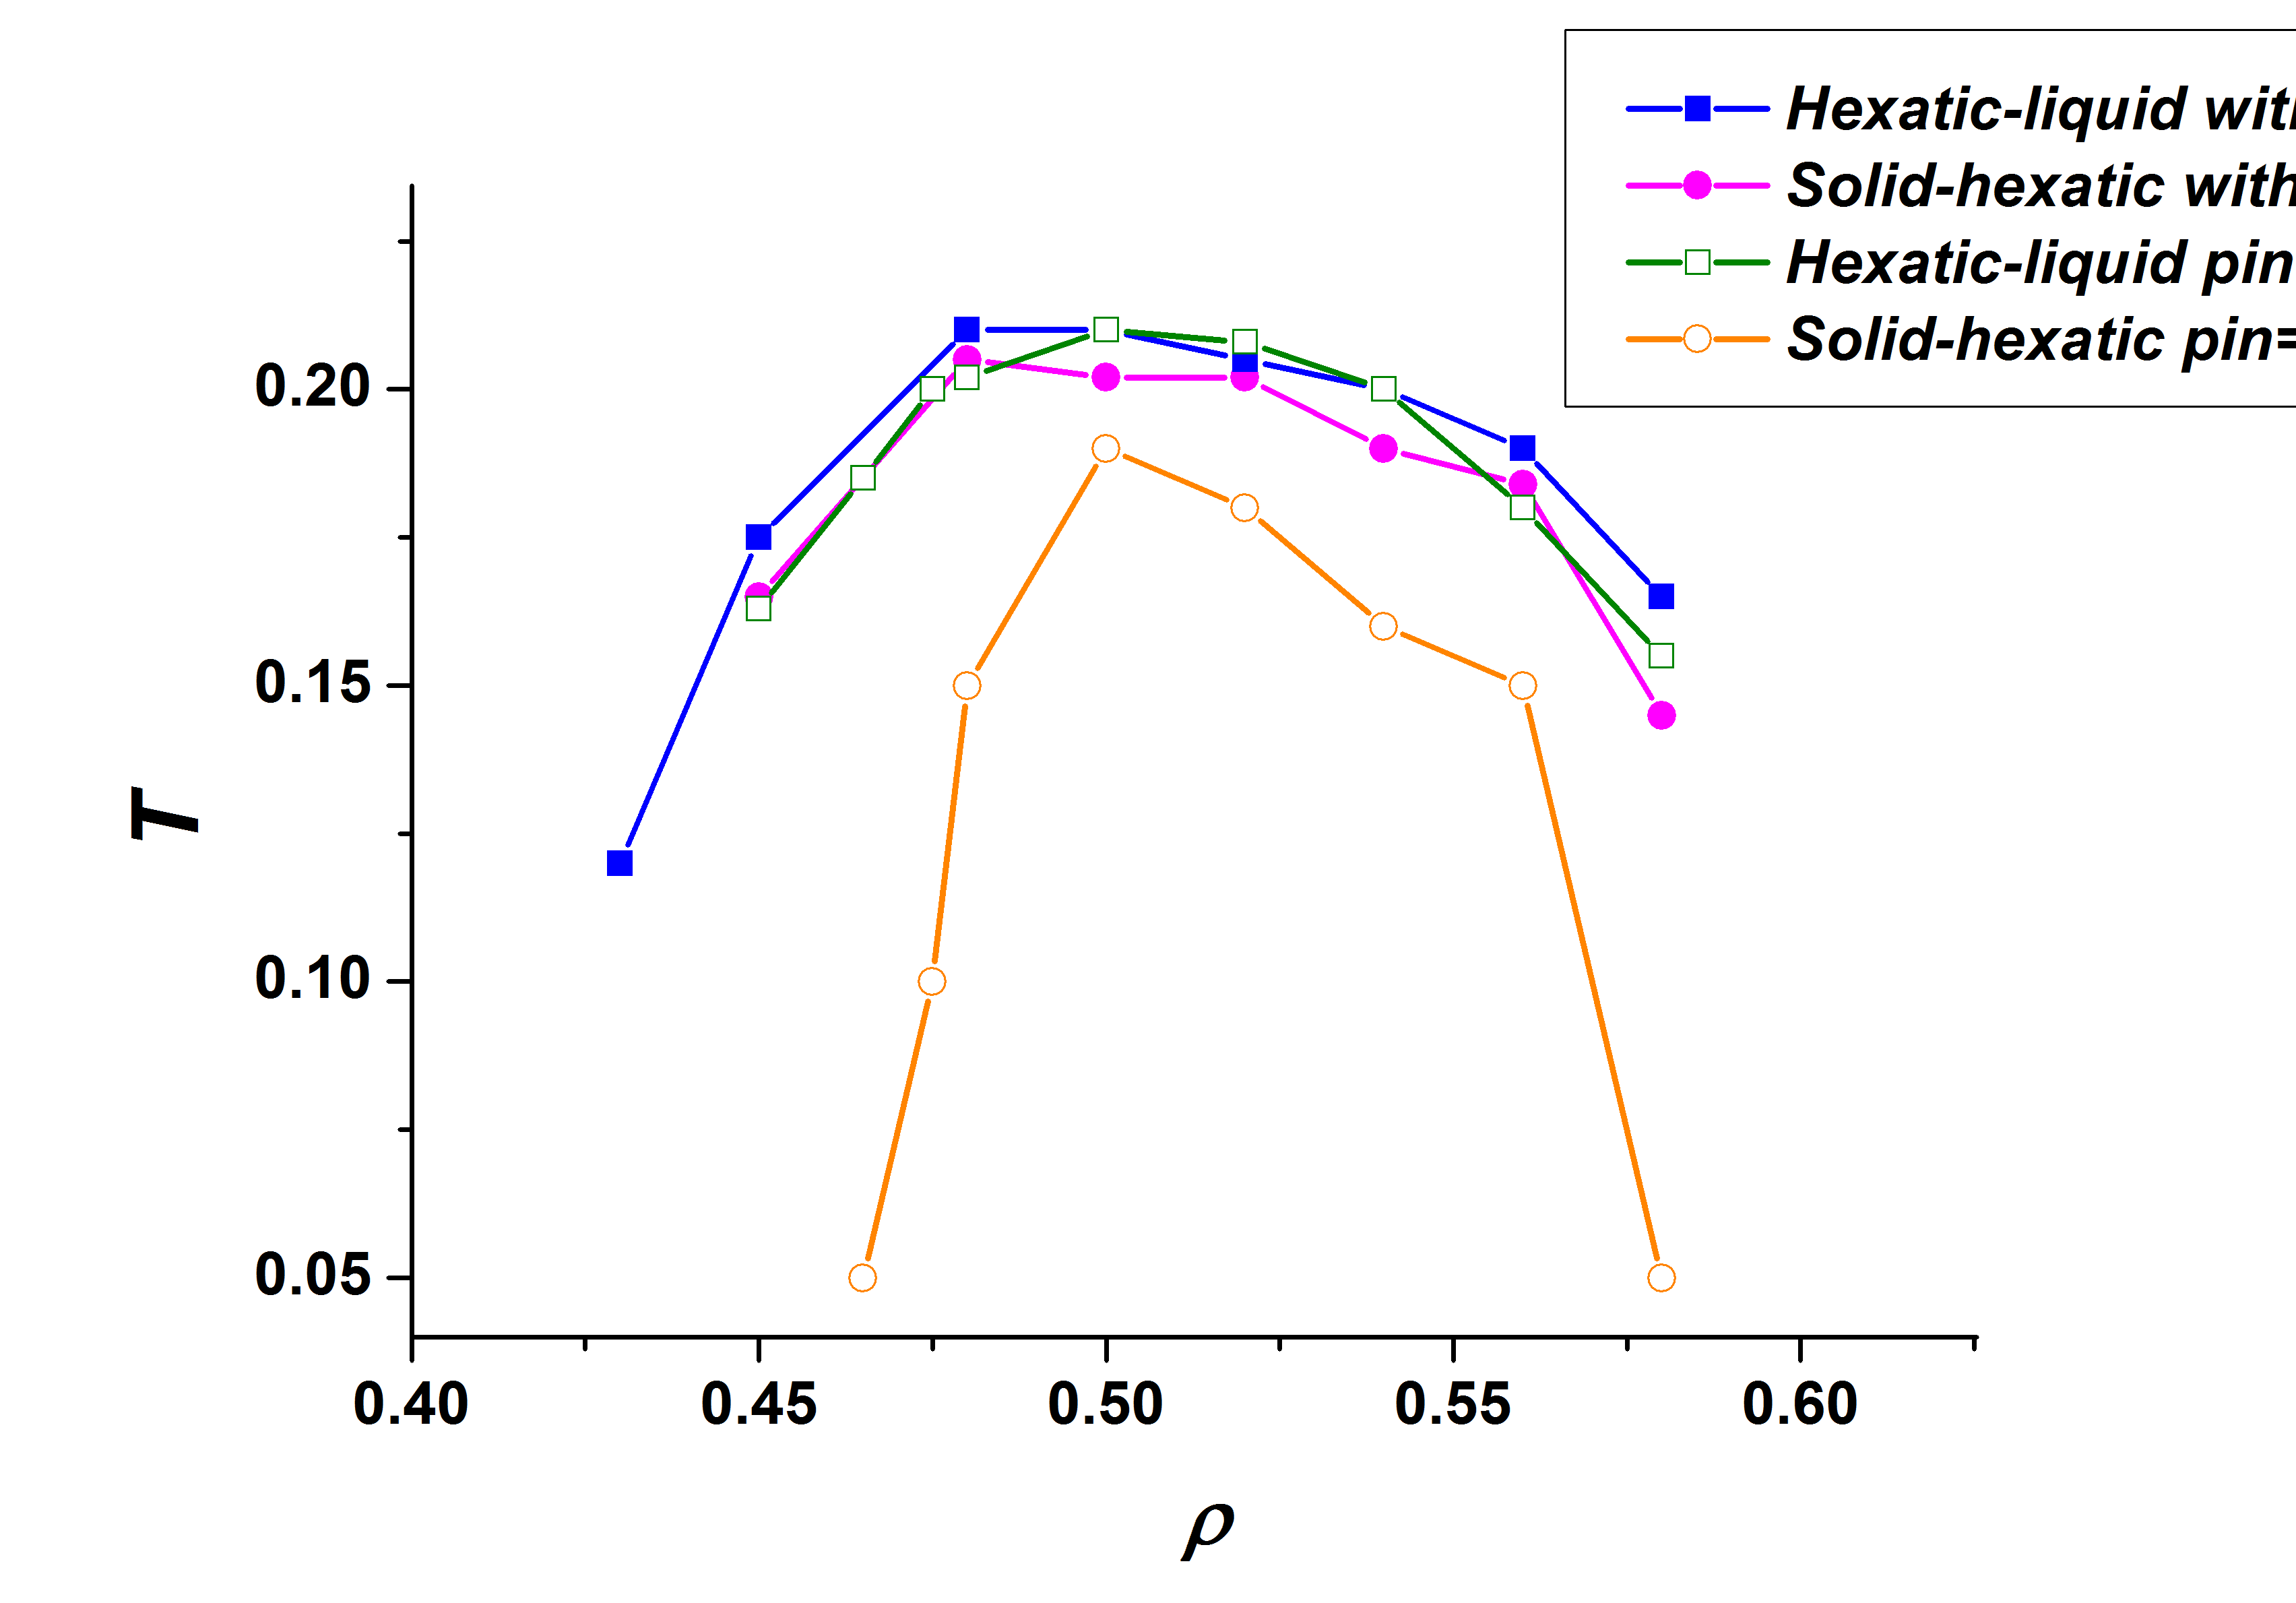 Hexatic-liquid
Solid-hexatic with
Hexatic-liquid pin
Solid-hexatic pin=
0.20
0.15
0.10
0.05
T
0.40 0.45 0.50 0.55 0.60
ρ